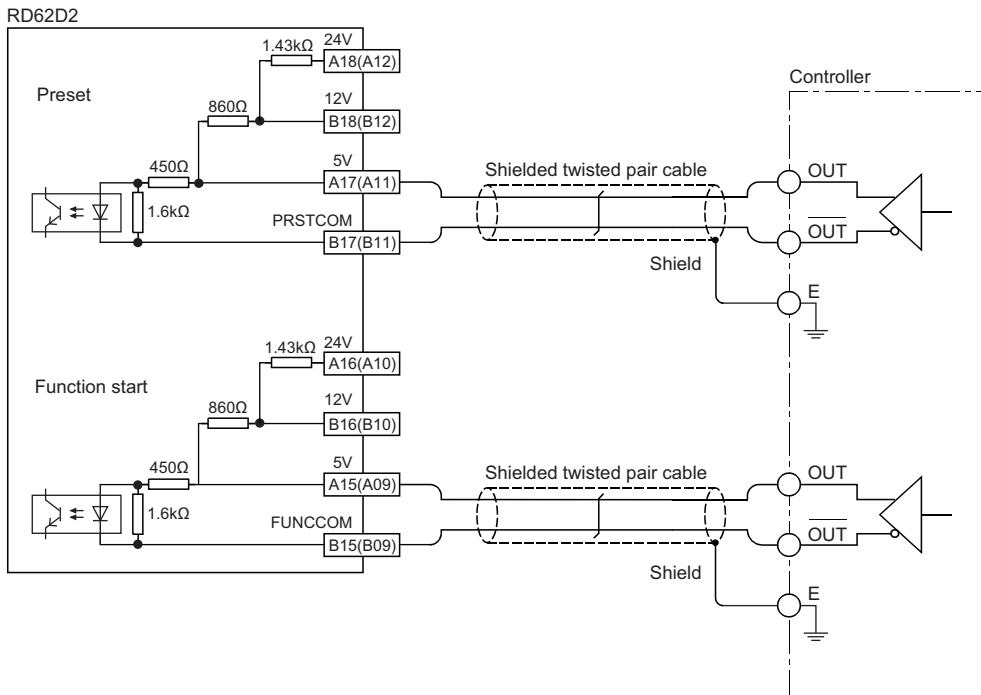 RD62D2
Preset
24V
1.43kΩ
A18(A12)
12V
860Ω
B18(B12)
5V
450Ω
A17(A11)
1.6kΩ
PRSTCOM
B17(B11)
Shielded twisted pair cable
Shield
Controller
OUT
OUT
E
Function start
24V
1.43kΩ
A16(A10)
12V
860Ω
B16(B10)
5V
450Ω
A15(A09)
1.6kΩ
FUNCCOM
B15(B09)
Shielded twisted pair cable
Shield
OUT
OUT
E